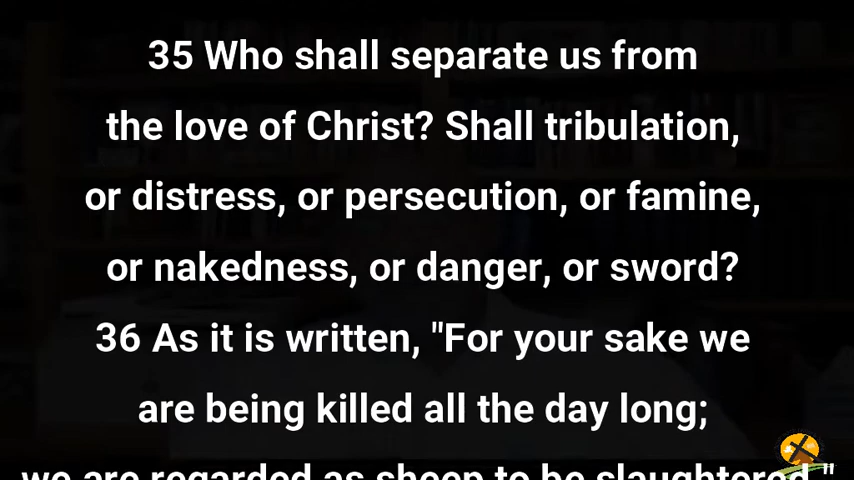 35 Who shall separate us from
the love of Christ? Shall tribulation,
or distress, or persecution, or famine,
or nakedness, or danger, or sword?
36 As it is written, "For your sake we
are being killed all the day long;
we are regarded as sheep to be slaughtered."